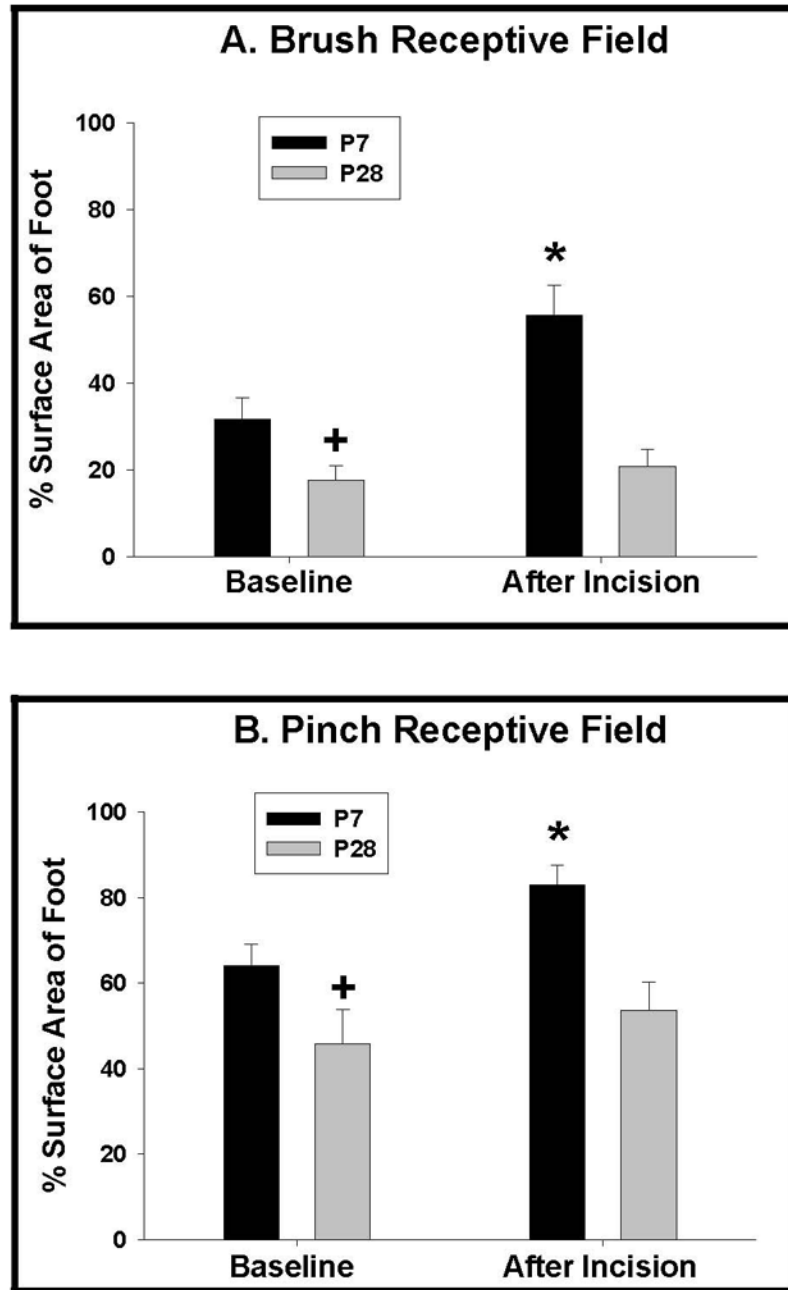 A. Brush Receptive Field
100
80
60
40
20
0
% Surface Area of Foot
P7
P28
*
+
Baseline
After Incision
B. Pinch Receptive Field
100
80
60
40
20
0
% Surface Area of Foot
P7
P28
*
+
Baseline
After Incision